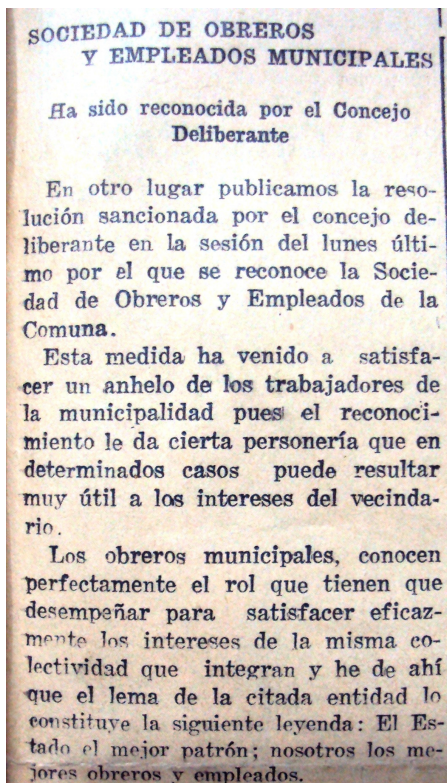 SOCIEDAD DE OBREROS
Y EMPLEADOS MUNICIPALES
Ha sido reconocida por el Concejo
Deliberante
En otro lugar publicamos la reso-
lución sancionada por el concejo de-
liberante en la sesión del lunes últi-
mo por el que se reconoce la Socie-
dad de Obreros y Empleados de la
Comuna.
Esta medida ha venido a satisfa-
cer un anhelo de los trabajadores de
la municipalidad pues el reconoci-
miento le da cierta personería que en
determinados casos puede resultar
muy útil a los intereses del vecinda-
rio.
Los obreros municipales, conocen
perfectamente el rol que tienen que
desempeñar para satisfacer eficaz-
mente los intereses de la misma co-
lectividad que integran y he de ahí
que el lema de la citada entidad lo
constituye la siguiente leyenda: El Es-
tado el mejor patrón; nosotros los me-
jores obreros y empleados.